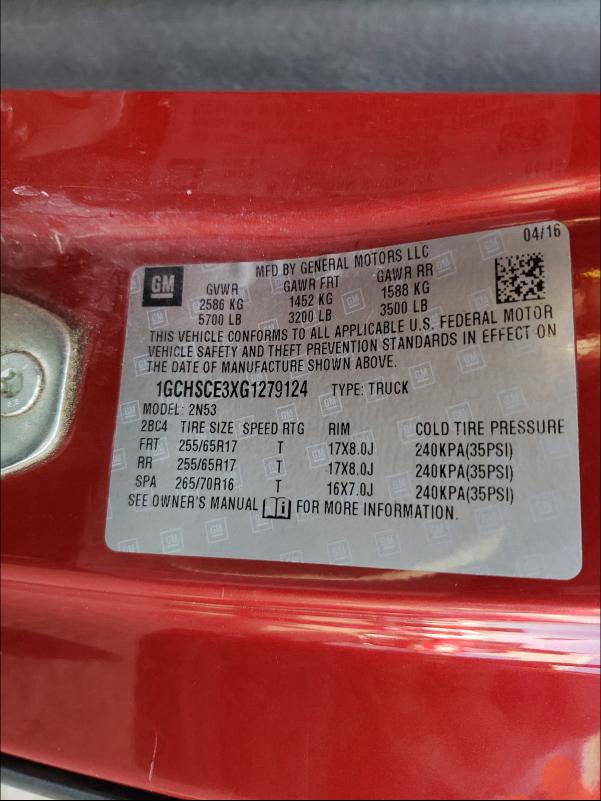 04/16
MFD BY GENERAL MOTORS LLC
GM
GVWR GAWR FRT GAWR RR
2586 KG 1452 KG 1588 KG
5700 LB 3200 LB 3500 LB
THIS VEHICLE CONFORMS TO ALL APPLICABLE U.S. FEDERAL MOTOR
VEHICLE SAFETY AND THEFT PREVENTION STANDARDS IN EFFECT ON
THE DATE OF MANUFACTURE SHOWN ABOVE.
1GCHSCE3XG1279124 TYPE: TRUCK
MODEL: 2N53
2BC4 TIRE SIZE SPEED RTG RIM COLD TIRE PRESSURE
FRT 255/65R17 T 17X8.0J 240KPA(35PSI)
RR 255/65R17 T 17X8.0J 240KPA(35PSI)
SPA 265/70R16 T 16X7.0J 240KPA(35PSI)
SEE OWNER'S MANUAL FOR MORE INFORMATION.